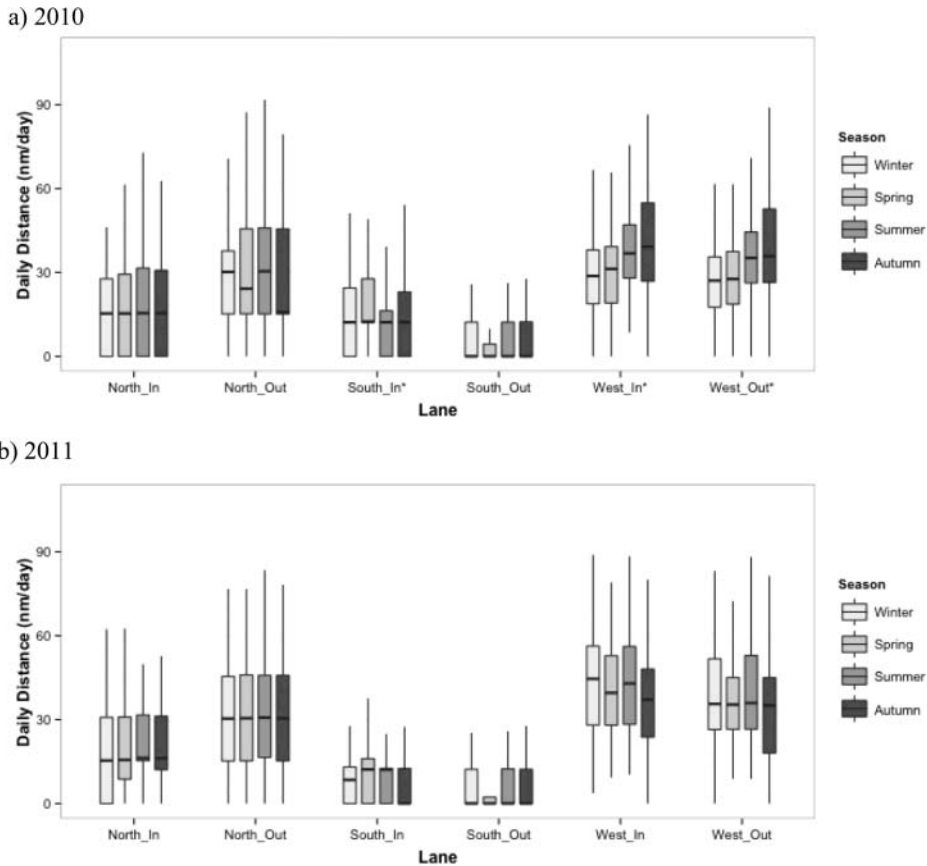 a) 2010
Daily Distance (nm/day)
90
60
30
0
North_In North_Out South_In* South_Out West_In* West_Out*
Lane
Season
Winter
Spring
Summer
Autumn
b) 2011
Daily Distance (nm/day)
90
60
30
0
North_In North_Out South_In South_Out West_In West_Out
Lane
Season
Winter
Spring
Summer
Autumn